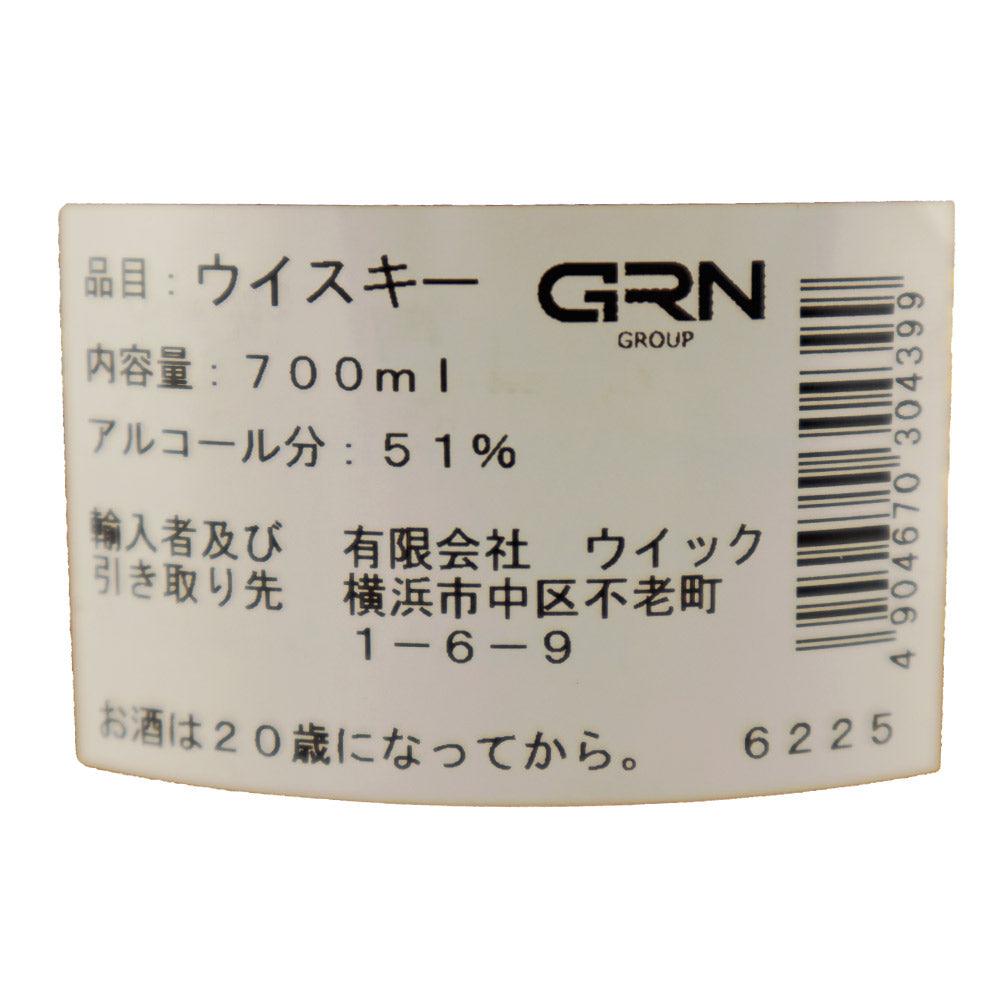 品目：ウイスキー
GRN
GROUP
内容量：７００ｍｌ
アルコール分：５１％
輸入者及び　有限会社　ウイック
引き取り先　横浜市中区不老町
１－６－９
お酒は２０歳になってから。
６２２５
4904670304399